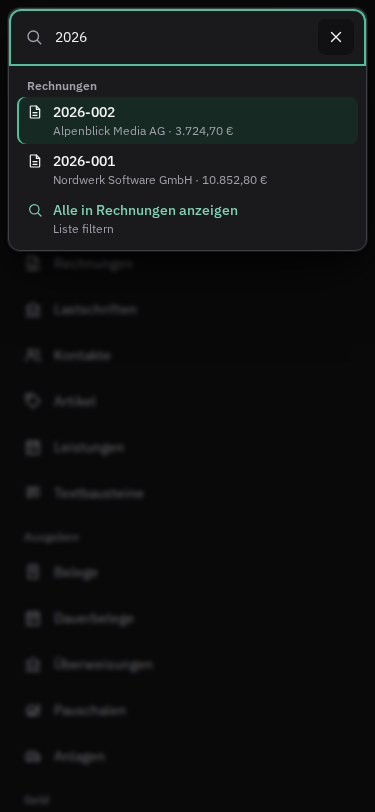 2026
Rechnungen
2026-002
Alpenblick Media AG · 3.724,70 €
2026-001
Nordwerk Software GmbH · 10.852,80 €
Alle in Rechnungen anzeigen
Liste filtern
Rechnungen
Lastschriften
Kontakte
Artikel
Leistungen
Textbausteine
Ausgaben
Belege
Dauerbelege
Überweisungen
Pauschalen
Anlagen
Geld